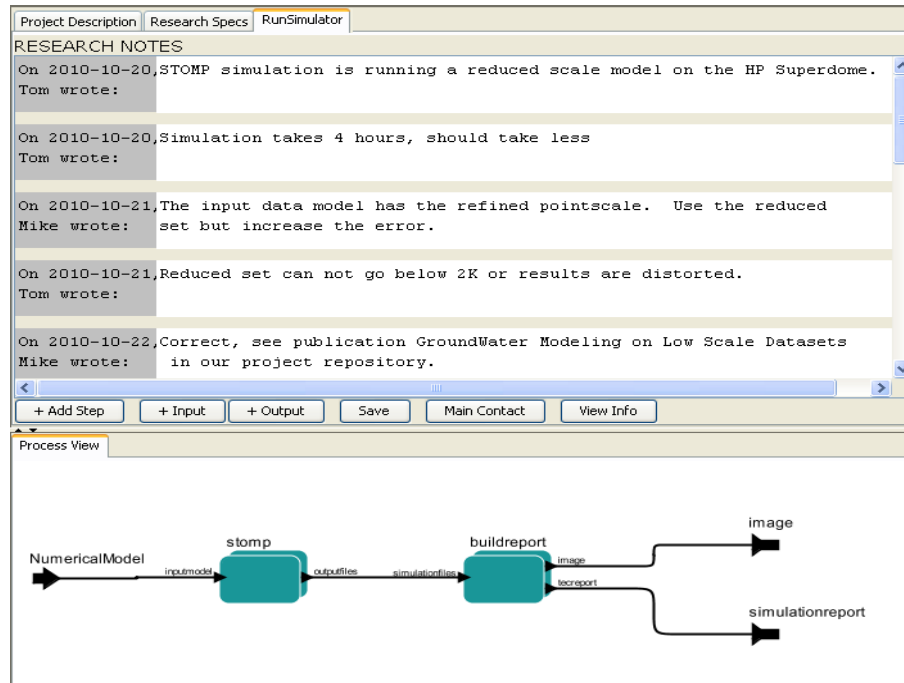 Project Description Research Specs RunSimulator
RESEARCH NOTES
On 2010-10-20, STOMP simulation is running a reduced scale model on the HP Superdome.
Tom wrote:
On 2010-10-20, Simulation takes 4 hours, should take less
Tom wrote:
On 2010-10-21, The input data model has the refined pointscale. Use the reduced
Mike wrote: set but increase the error.
On 2010-10-21, Reduced set can not go below 2K or results are distorted.
Tom wrote:
On 2010-10-22, Correct, see publication GroundWater Modeling on Low Scale Datasets
Mike wrote: in our project repository.
+ Add Step + Input + Output Save Main Contact View Info
Process View
image
stomp buildreport
NumericalModel image
inputmodel outputfiles simulationfiles
tecreport
simulationreport